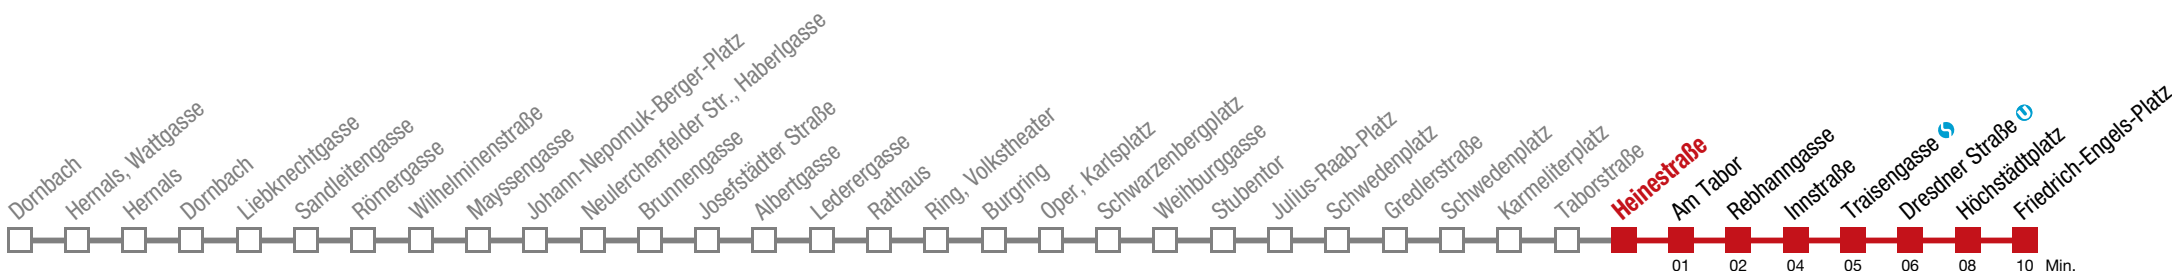 Dornbach
Hernals, Wattgasse
Hernals
Dornbach
Liebknechtgasse
Sandleitengasse
Römergasse
Wilhelminenstraße
Mayssengasse
Johann-Nepomuk-Berger-Platz
Neulerchenfelder Str., Haberlgasse
Brunnengasse
Josefstädter Straße
Albertgasse
Lederergasse
Rathaus
Ring, Volkstheater
Burgring
Oper, Karlsplatz
Schwarzenbergplatz
Weihburggasse
Stubentor
Julius-Raab-Platz
Schwedenplatz
Gredlerstraße
Schwedenplatz
Karmeliterplatz
Taborstraße
Heinestraße
Am Tabor
Rebhanngasse
Innstraße
Traisengasse S
Dresdner Straße U
Höchstädtplatz
Friedrich-Engels-Platz
01 02 04 05 06 08 10 Min.